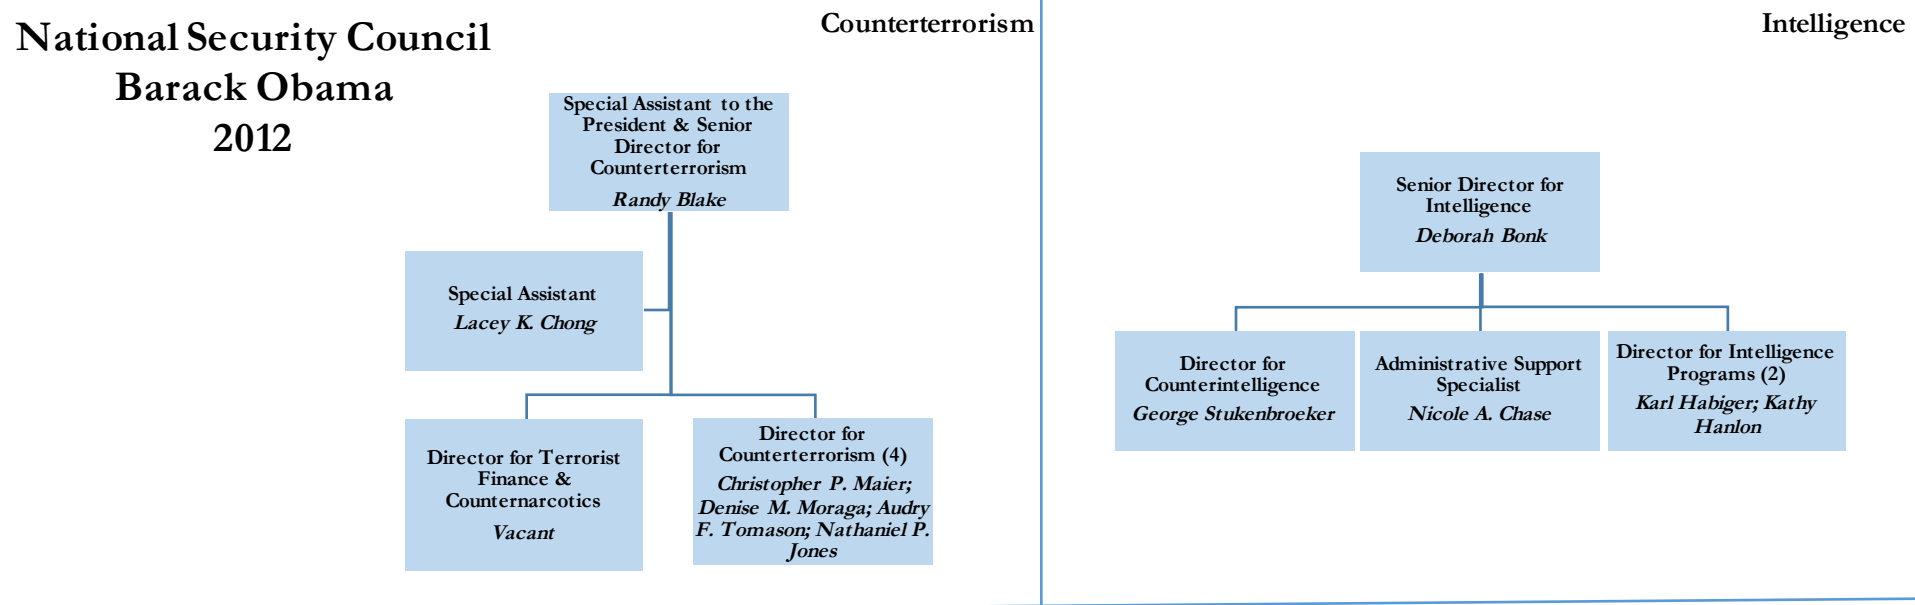 National Security Council
Barack Obama
2012
Counterterrorism
Special Assistant to the
President & Senior
Director for
Counterterrorism
Randy Blake
Special Assistant
Lacey K. Chong
Director for Terrorist
Finance &
Counternarcotics
Vacant
Director for
Counterterrorism (4)
Christopher P. Maier;
Denise M. Moraga; Audry
F. Tomason; Nathaniel P.
Jones
Intelligence
Senior Director for
Intelligence
Deborah Bonk
Director for
Counterintelligence
George Stukenbroeker
Administrative Support
Specialist
Nicole A. Chase
Director for Intelligence
Programs (2)
Karl Habiger; Kathy
Hanlon